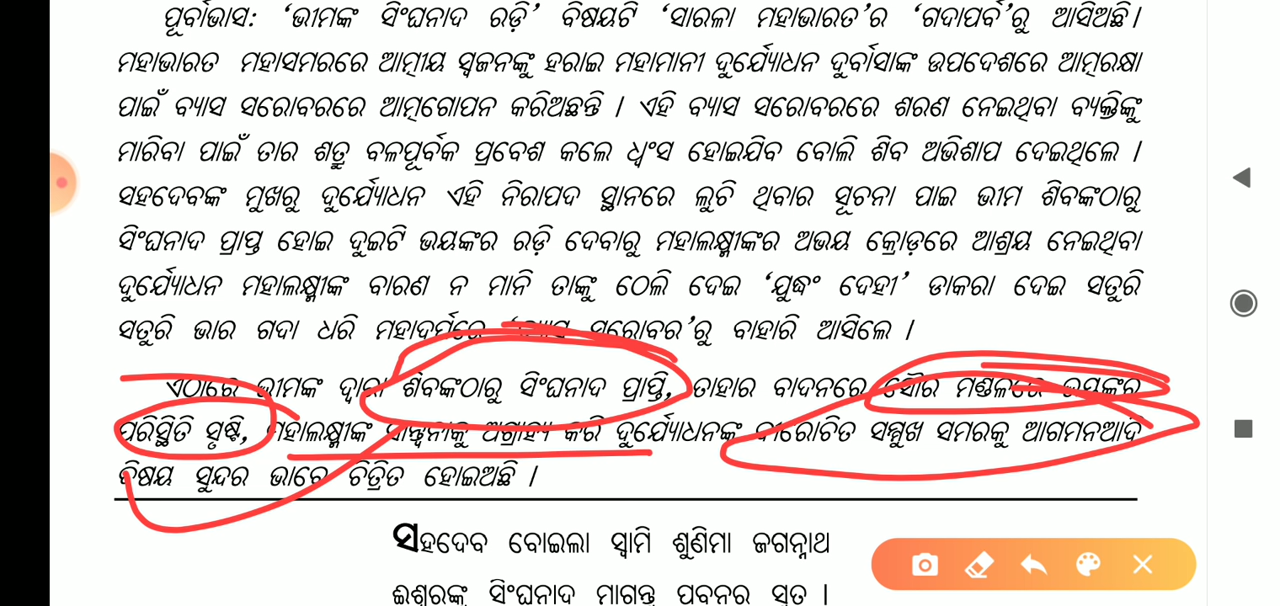 ପୂର୍ବାଭାସ: ‘ଭୀମଙ୍କ ସିଂଘନାଦ ରଡ଼ି’ ବିଷୟଟି ‘ସାରଳା ମହାଭାରତ’ର ‘ଗଦାପର୍ବ’ରୁ ଆସିଅଛି।
ମହାଭାରତ ମହାସମରରେ ଆତ୍ମୀୟ ସ୍ଵଜନଙ୍କୁ ହରାଇ ମହାମାନୀ ଦୁର୍ଯ୍ୟୋଧନ ଦୁର୍ବାସାଙ୍କ ଉପଦେଶରେ ଆତ୍ମରକ୍ଷା
ପାଇଁ ବ୍ୟାସ ସରୋବରରେ ଆତ୍ମଗୋପନ କରିଅଛନ୍ତି । ଏହି ବ୍ୟାସ ସରୋବରରେ ଶରଣ ନେଇଥିବା ବ୍ୟକ୍ତିଙ୍କୁ
ମାରିବା ପାଇଁ ତାର ଶତ୍ରୁ ବଳପୂର୍ବକ ପ୍ରବେଶ କଲେ ଧ୍ଵଂସ ହୋଇଯିବ ବୋଲି ଶିବ ଅଭିଶାପ ଦେଇଥିଲେ ।
ସହଦେବଙ୍କ ମୁଖରୁ ଦୁର୍ଯ୍ୟୋଧନ ଏହି ନିରାପଦ ସ୍ଥାନରେ ଲୁଚି ଥିବାର ସୂଚନା ପାଇ ଭୀମ ଶିବଙ୍କଠାରୁ
ସିଂଘନାଦ ପ୍ରାପ୍ତ ହୋଇ ଦୁଇଟି ଭୟଙ୍କର ରଡ଼ି ଦେବାରୁ ମହାଲକ୍ଷ୍ମୀଙ୍କର ଅଭୟ କ୍ରୋଡ଼ରେ ଆଶ୍ରୟ ନେଇଥିବା
ଦୁର୍ଯ୍ୟୋଧନ ମହାଲକ୍ଷ୍ମୀଙ୍କ ବାରଣ ନ ମାନି ତାଙ୍କୁ ଠେଲି ଦେଇ ‘ଯୁଦ୍ଧଂ ଦେହୀ’ ଡାକରା ଦେଇ ସତୁରି
ସତୁରି ଭାର ଗଦା ଧରି ମହାଦର୍ପରେ ‘ବ୍ୟାସ ସରୋବର’ରୁ ବାହାରି ଆସିଲେ ।
ଏଠାରେ ଭୀମଙ୍କ ଦ୍ଵାରା ଶିବଙ୍କଠାରୁ ସିଂଘନାଦ ପ୍ରାପ୍ତି, ତାହାର ବାଦନରେ ସୌର ମଣ୍ଡଳରେ ଭୟଙ୍କର
ପରିସ୍ଥିତି ସୃଷ୍ଟି, ମହାଲକ୍ଷ୍ମୀଙ୍କ ସାନ୍ତ୍ଵନାକୁ ଅଗ୍ରାହ୍ୟ କରି ଦୁର୍ଯ୍ୟୋଧନଙ୍କ ବୀରୋଚିତ ସମ୍ମୁଖ ସମରକୁ ଆଗମନଆଦି
ବିଷୟ ସୁନ୍ଦର ଭାବେ ଚିତ୍ରିତ ହୋଇଅଛି ।
ସହଦେବ ବୋଇଲା ସ୍ଵାମି ଶୁଣିମା ଜଗନ୍ନାଥ
ଈଶ୍ଵରଙ୍କୁ ସିଂଘନାଦ ମାଗନ୍ତୁ ପବନର ସୁତ ।